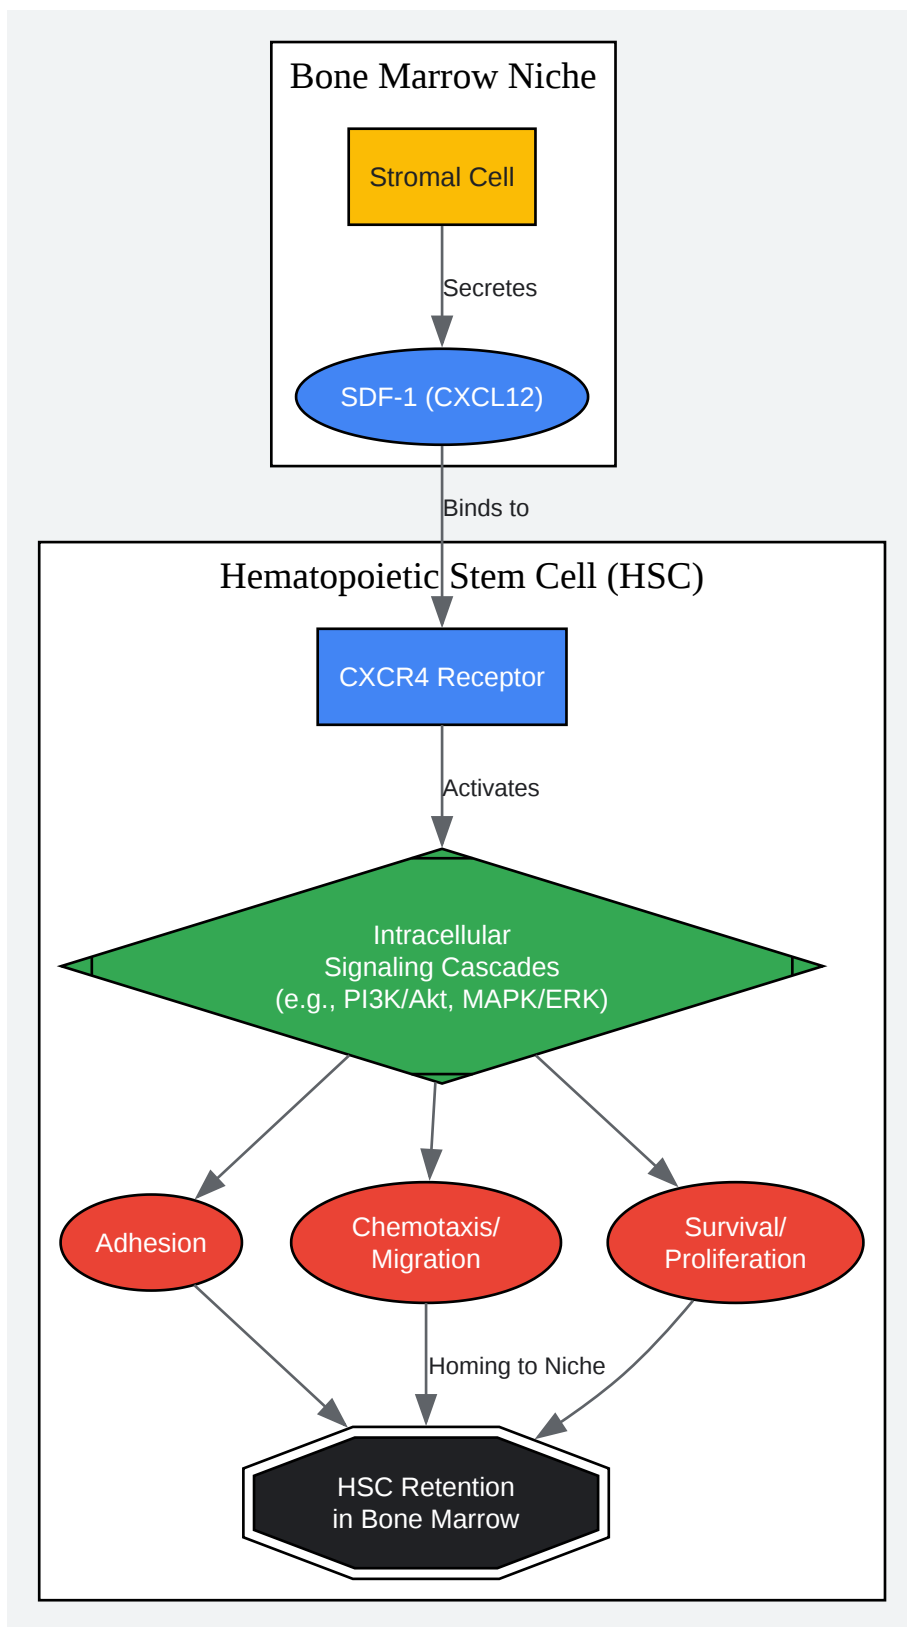 Bone Marrow Niche
Stromal Cell
Secretes
SDF-1 (CXCL12)
Binds to
Hematopoietic Stem Cell (HSC)
CXCR4 Receptor
Activates
Intracellular
Signaling Cascades
(e.g., PI3K/Akt, MAPK/ERK)
Adhesion
Chemotaxis/
Migration
Survival/
Proliferation
Homing to Niche
HSC Retention
in Bone Marrow